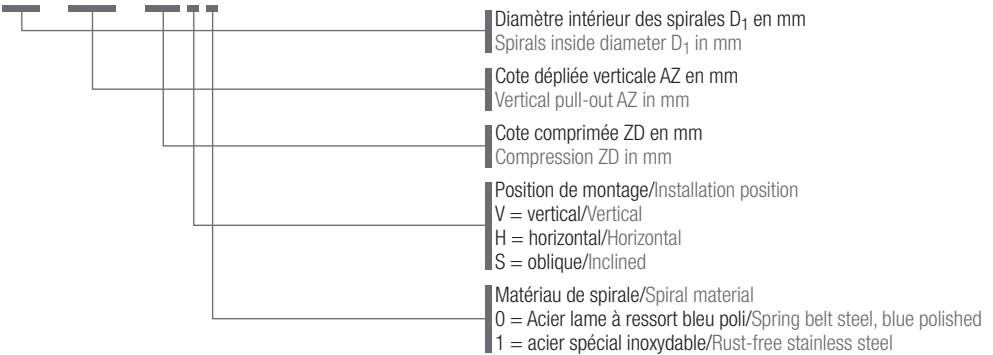 Diamètre intérieur des spirales D₁ en mm
Spirals inside diameter D₁ in mm
Cote dépliée verticale AZ en mm
Vertical pull-out AZ in mm
Cote comprimée ZD en mm
Compression ZD in mm
Position de montage/Installation position
V = vertical/Vertical
H = horizontal/Horizontal
S = oblique/Inclined
Matériau de spirale/Spiral material
0 = Acier lame à ressort bleu poli/Spring belt steel, blue polished
1 = acier spécial inoxydable/Rust-free stainless steel